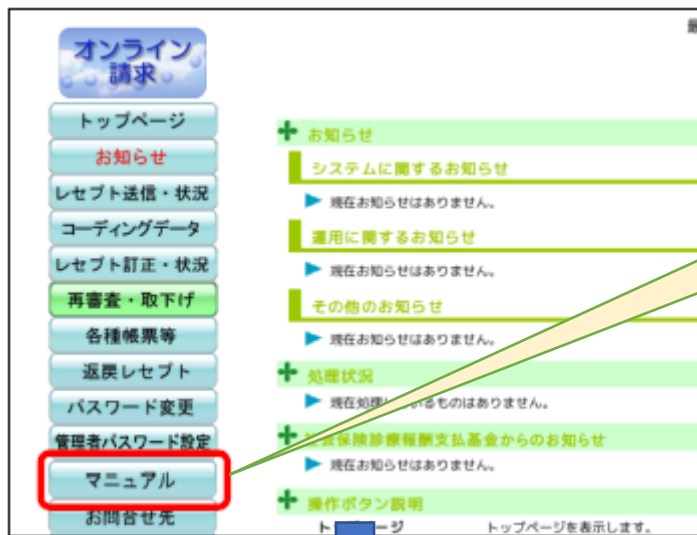 オンライン
請求
トップページ
お知らせ
レセプト送信・状況
コーディングデータ
レセプト訂正・状況
再審査・取下げ
各種帳票等
返戻レセプト
パスワード変更
管理者パスワード設定
マニュアル
お問合せ先
お知らせ
システムに関するお知らせ
現在お知らせはありません。
運用に関するお知らせ
現在お知らせはありません。
その他のお知らせ
現在お知らせはありません。
処理状況
現在処理しているものはありません。
社会保険診療報酬支払基金からのお知らせ
現在お知らせはありません。
操作ボタン説明
ト ージ トップページを表示します。